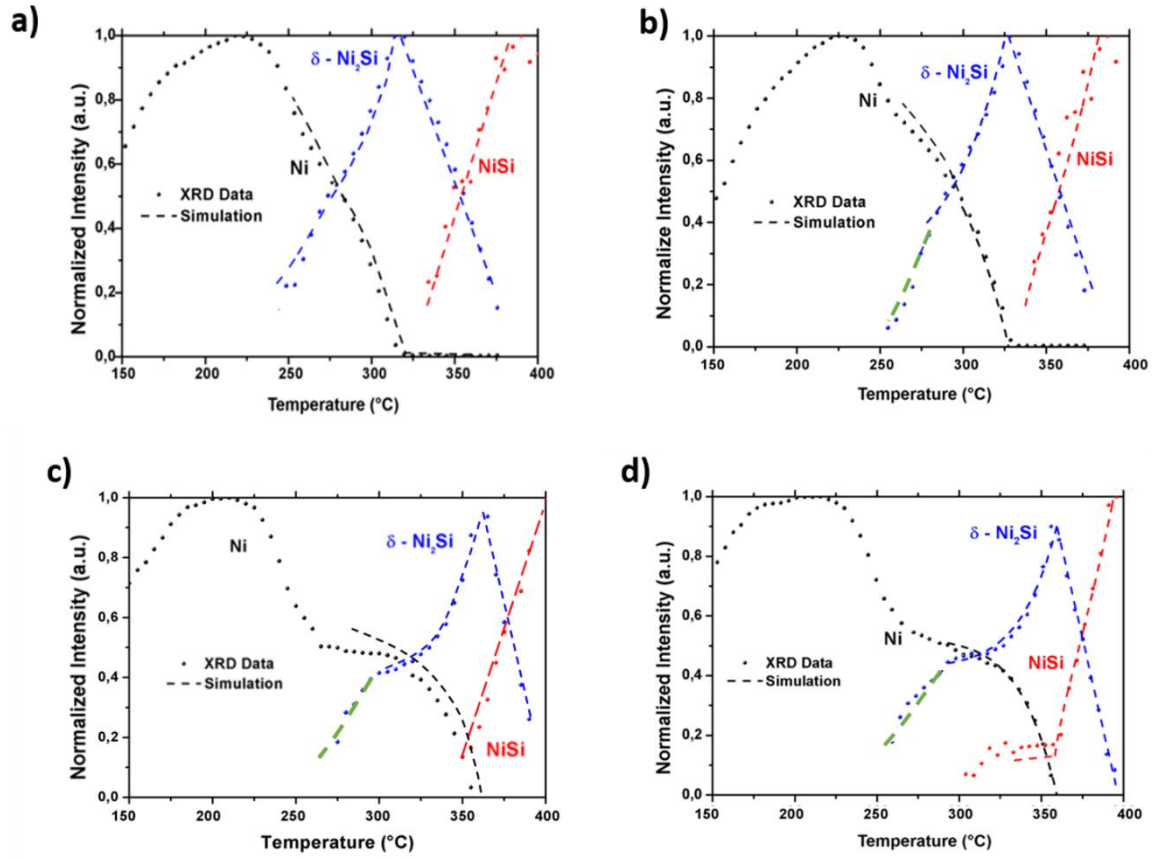 a)
Normalized Intensity (a.u.)
1,0
0,8
0,6
0,4
0,2
0,0
δ - Ni₂Si
Ni
NiSi
XRD Data
Simulation
150 200 250 300 350 400
Temperature (°C)
b)
Normalize Intensity (a.u.)
1,0
0,8
0,6
0,4
0,2
0,0
δ - Ni₂Si
Ni
NiSi
XRD Data
Simulation
150 200 250 300 350 400
Temperature (°C)
c)
Normalized Intensity (a.u.)
1,0
0,8
0,6
0,4
0,2
0,0
Ni
δ - Ni₂Si
XRD Data
Simulation
NiSi
150 200 250 300 350 400
Temperature (°C)
d)
Normalized Intensity (a.u.)
1,0
0,8
0,6
0,4
0,2
0,0
δ - Ni₂Si
Ni
XRD Data
NiSi
Simulation
150 200 250 300 350 400
Temperature (°C)